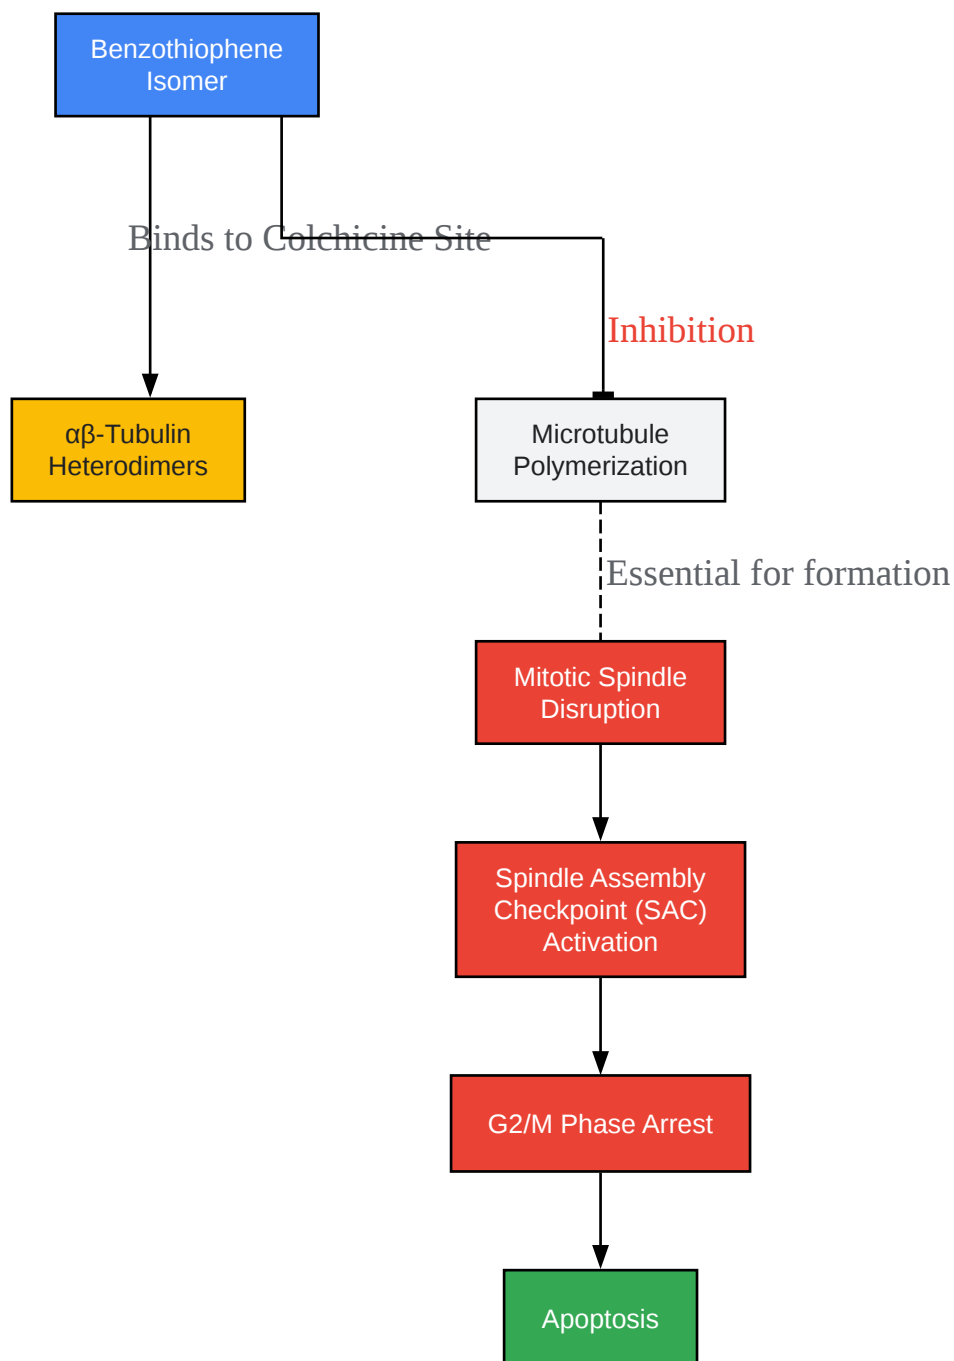 Benzothiophene
Isomer
Binds to Colchicine Site
Inhibition
αβ-Tubulin
Heterodimers
Microtubule
Polymerization
Essential for formation
Mitotic Spindle
Disruption
Spindle Assembly
Checkpoint (SAC)
Activation
G2/M Phase Arrest
Apoptosis